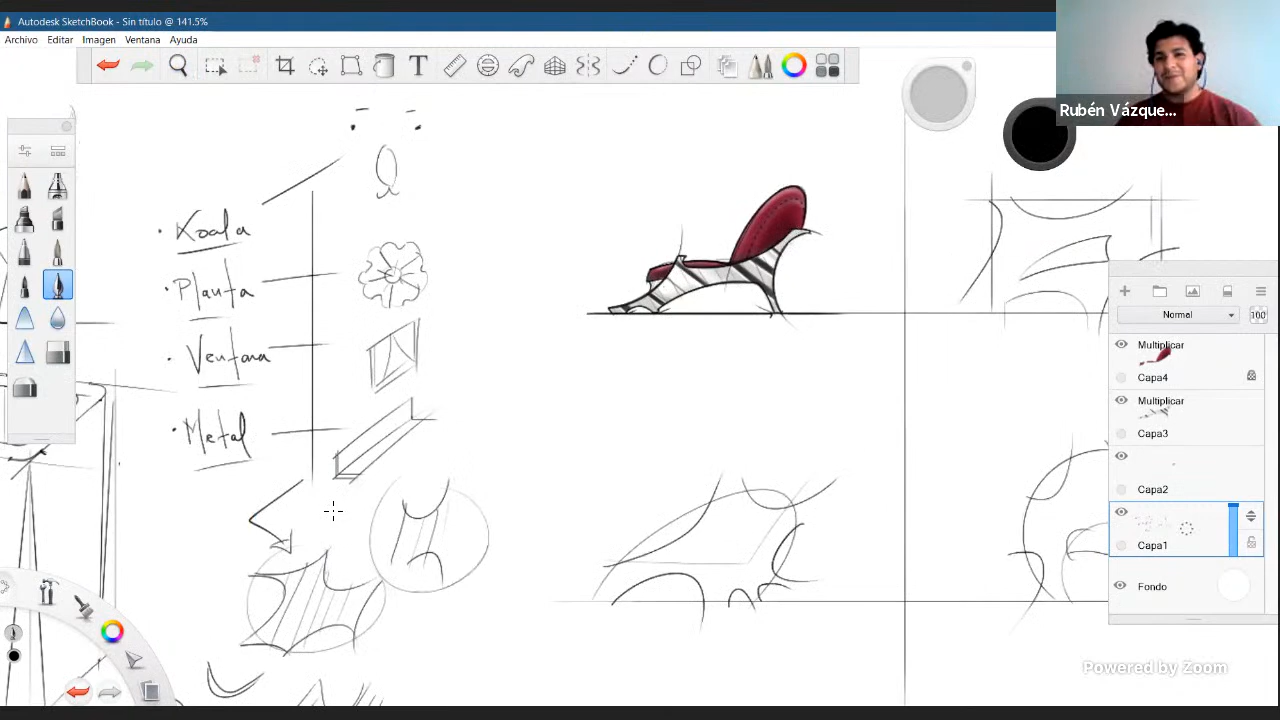 Autodesk SketchBook - Sin título @ 141.5%
Archivo Editar Imagen Ventana Ayuda
T
Rubén Vázque...
· Koala
· Planta
· Ventana
· Metal
Normal
100
Multiplicar
Capa4
Multiplicar
Capa3
Capa2
Capa1
Fondo
Powered by Zoom